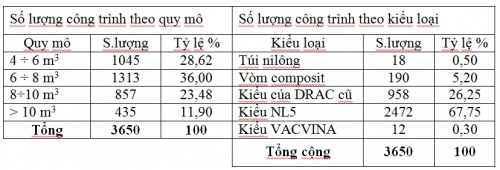 Số lượng công trình theo quy mô
Quy mô S.lượng Tỷ lệ %
4 ÷ 6 m³ 1045 28,62
6 ÷ 8 m³ 1313 36,00
8÷10 m³ 857 23,48
> 10 m³ 435 11,90
Tổng 3650 100
Số lượng công trình theo kiểu loại
Kiểu loại S.lượng Tỷ lệ %
Túi nilông 18 0,50
Vòm composit 190 5,20
Kiểu của DRAC cũ 958 26,25
Kiểu NL5 2472 67,75
Kiểu VACVINA 12 0,30
Tổng cộng 3650 100